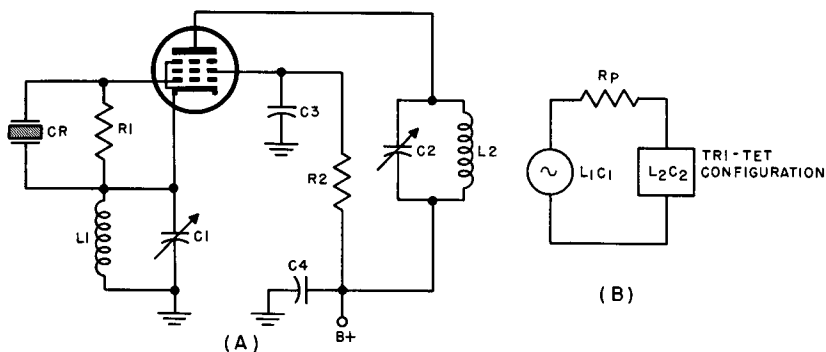 CR
R1
L1
C1
C3
R2
C4
B+
C2
L2
(A)
RP
L1C1
L2C2
TRI-TET
CONFIGURATION
(B)